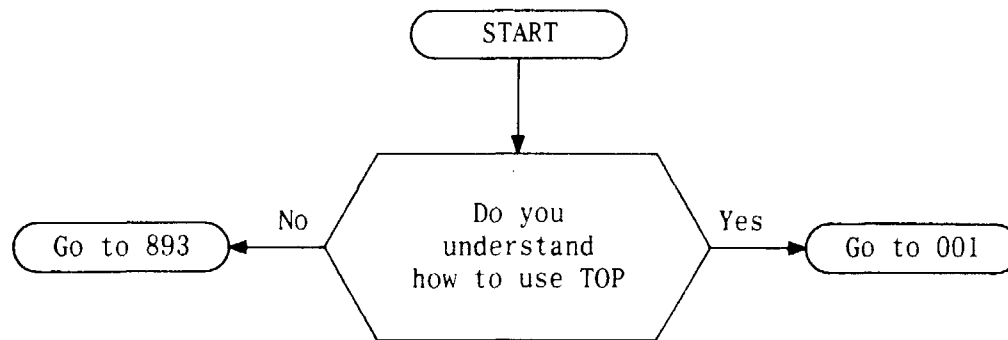 START
No
Do you
Yes
Go to 893
understand
Go to 001
how to use TOP